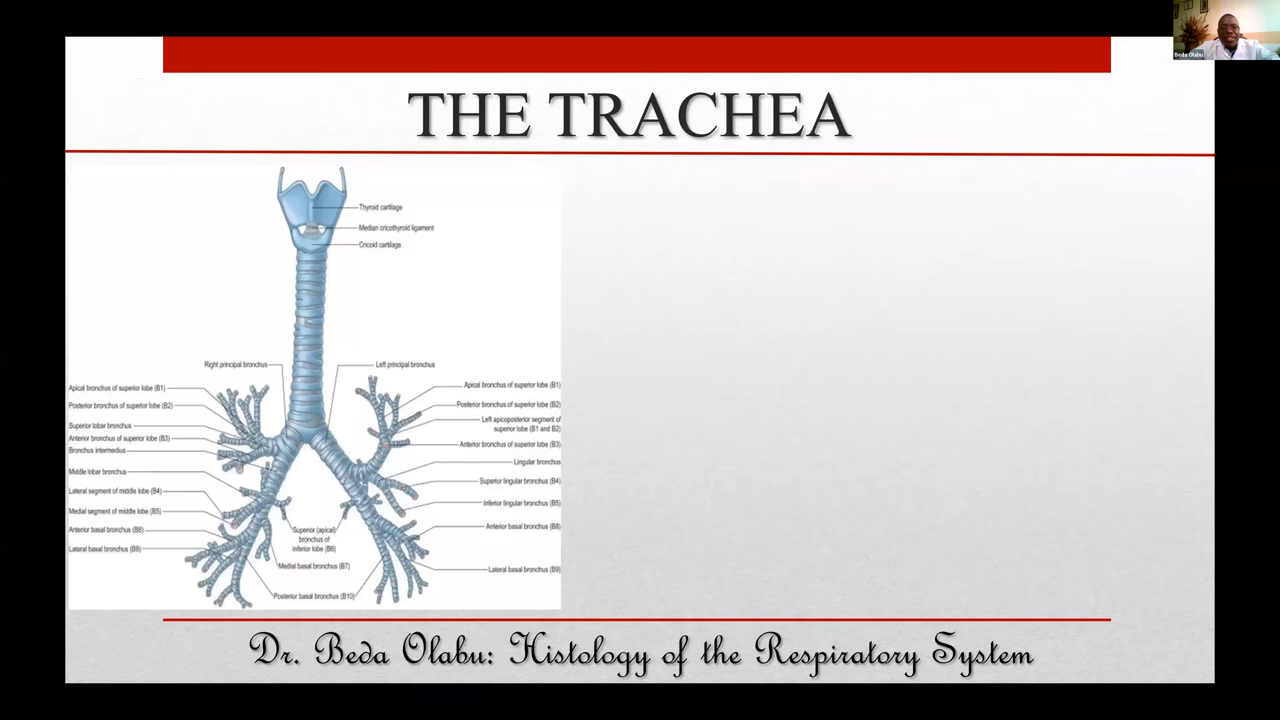 Beda Olabu
THE TRACHEA
Thyroid cartilage
Median cricothyroid ligament
Cricoid cartilage
Right principal bronchus
Left principal bronchus
Apical bronchus of superior lobe (B1)
Posterior bronchus of superior lobe (B2)
Superior lobar bronchus
Anterior bronchus of superior lobe (B3)
Bronchus intermedius
Middle lobar bronchus
Lateral segment of middle lobe (B4)
Medial segment of middle lobe (B5)
Anterior basal bronchus (B8)
Lateral basal bronchus (B9)
Apical bronchus of superior lobe (B1)
Posterior bronchus of superior lobe (B2)
Left apicoposterior segment of
superior lobe (B1 and B2)
Anterior bronchus of superior lobe (B3)
Lingular bronchus
Superior lingular bronchus (B4)
Inferior lingular bronchus (B5)
Anterior basal bronchus (B8)
Lateral basal bronchus (B9)
Superior (apical)
bronchus of
inferior lobe (B6)
Medial basal bronchus (B7)
Posterior basal bronchus (B10)
Dr. Beda Olabu: Histology of the Respiratory System